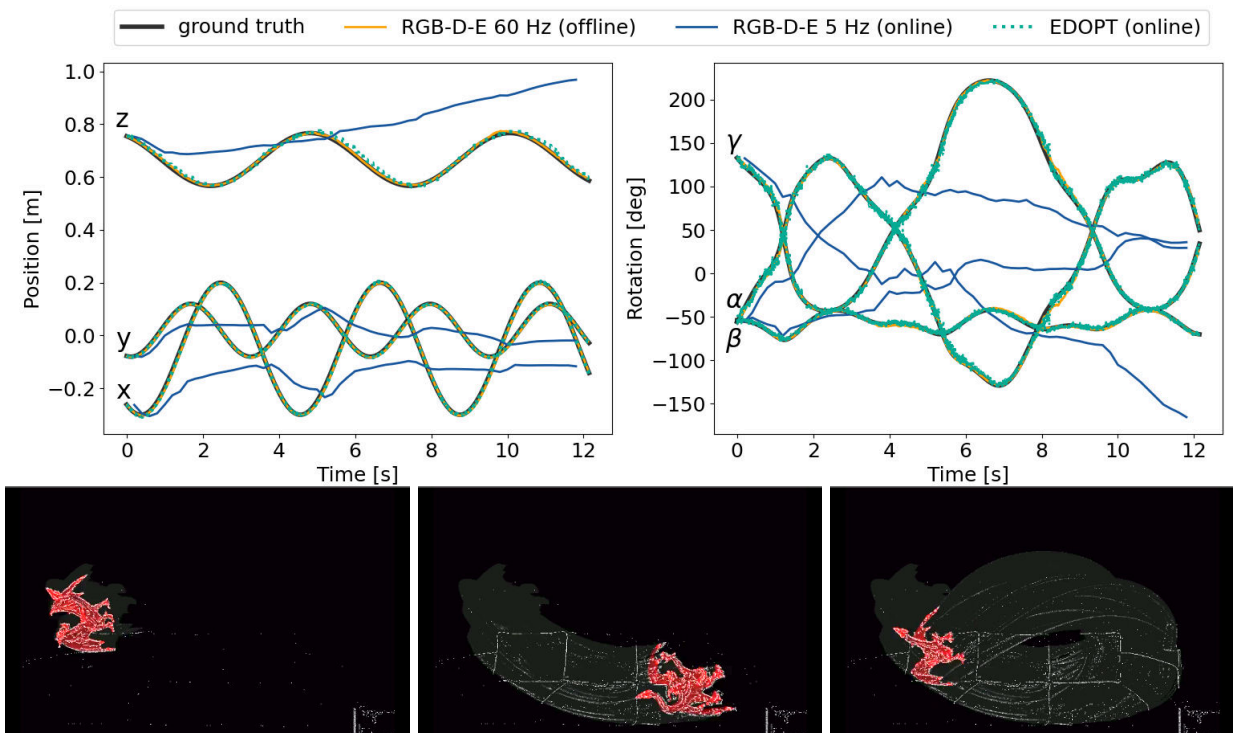 ground truth RGB-D-E 60 Hz (offline) RGB-D-E 5 Hz (online) EDOPT (online)
1.0
0.8
0.6
0.4
0.2
0.0
−0.2
Position [m]
z
y
x
0 2 4 6 8 10 12
Time [s]
200
150
100
50
0
−50
−100
−150
Rotation [deg]
γ
α
β
0 2 4 6 8 10 12
Time [s]